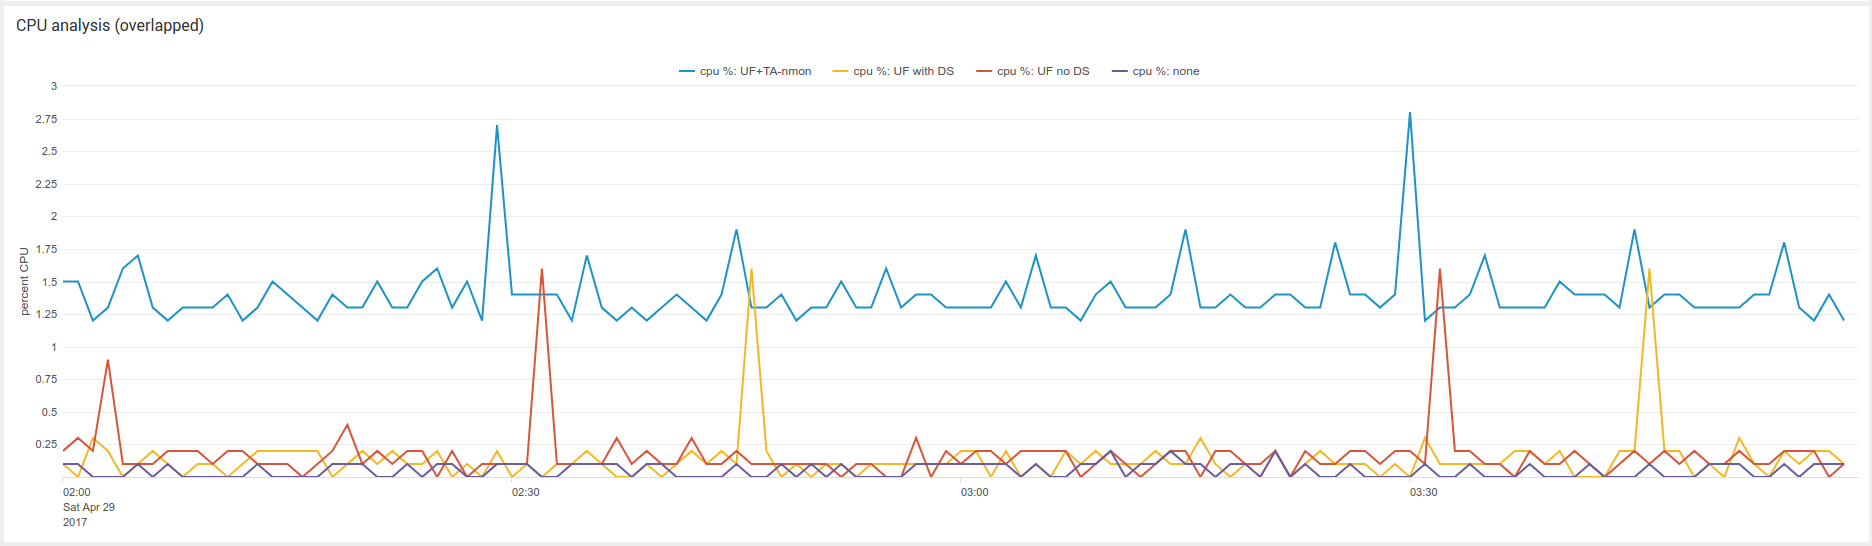 CPU analysis (overlapped)
cpu %: UF+TA-nmon cpu %: UF with DS cpu %: UF no DS cpu %: none
percent CPU
3
2.75
2.5
2.25
2
1.75
1.5
1.25
1
0.75
0.5
0.25
02:00 02:30 03:00 03:30
Sat Apr 29
2017